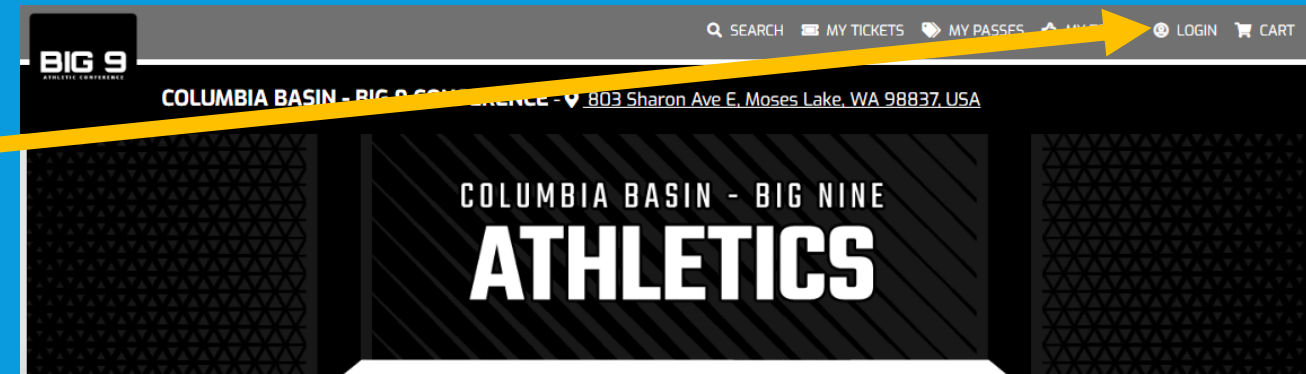 SEARCH MY TICKETS MY PASSES LOGIN CART
BIG 9
ATHLETIC CONFERENCE
COLUMBIA BASIN - BIG 9 CONFERENCE - 803 Sharon Ave E, Moses Lake, WA 98837, USA
COLUMBIA BASIN - BIG NINE
ATHLETICS